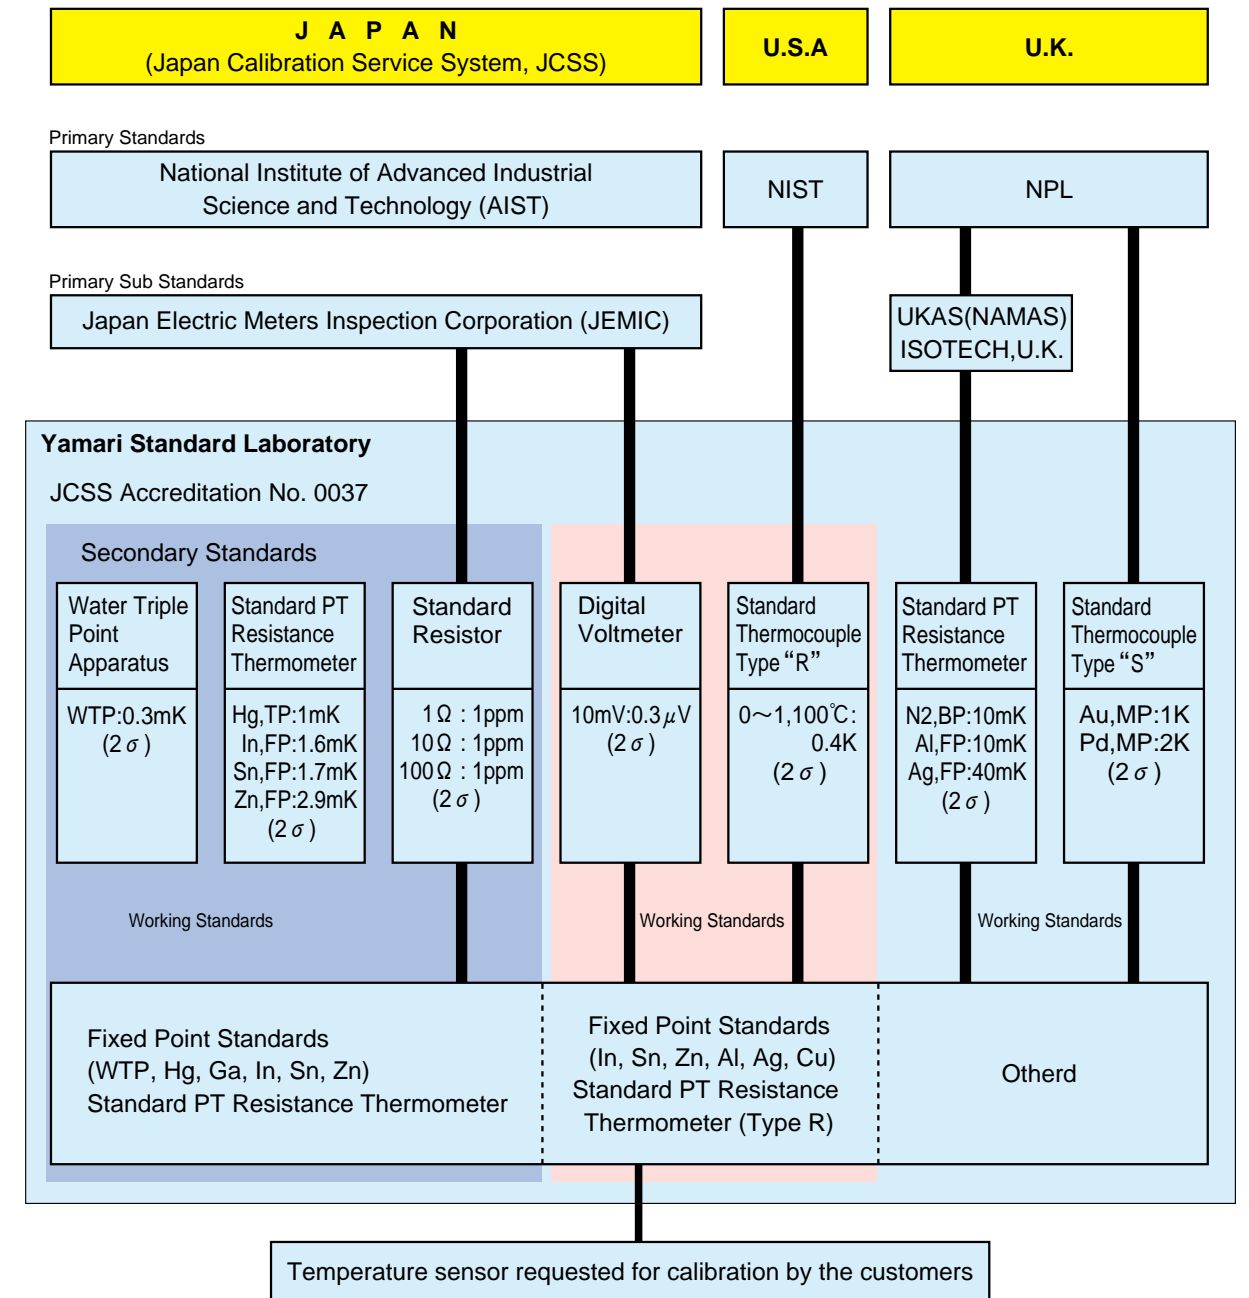 J A P A N
(Japan Calibration Service System, JCSS)
U.S.A
U.K.
Primary Standards
National Institute of Advanced Industrial
Science and Technology (AIST)
NIST
NPL
Primary Sub Standards
Japan Electric Meters Inspection Corporation (JEMIC)
UKAS(NAMAS)
ISOTECH,U.K.
Yamari Standard Laboratory
JCSS Accreditation No. 0037
Secondary Standards
Water Triple
Point
Apparatus
WTP:0.3mK
(2σ)
Standard PT
Resistance
Thermometer
Hg,TP:1mK
In,FP:1.6mK
Sn,FP:1.7mK
Zn,FP:2.9mK
(2σ)
Standard
Resistor
1Ω : 1ppm
10Ω : 1ppm
100Ω : 1ppm
(2σ)
Digital
Voltmeter
10mV:0.3μV
(2σ)
Standard
Thermocouple
Type “R”
0～1,100℃:
0.4K
(2σ)
Standard PT
Resistance
Thermometer
N2,BP:10mK
Al,FP:10mK
Ag,FP:40mK
(2σ)
Standard
Thermocouple
Type “S”
Au,MP:1K
Pd,MP:2K
(2σ)
Working Standards
Working Standards
Working Standards
Fixed Point Standards
(WTP, Hg, Ga, In, Sn, Zn)
Standard PT Resistance Thermometer
Fixed Point Standards
(In, Sn, Zn, Al, Ag, Cu)
Standard PT Resistance
Thermometer (Type R)
Otherd
Temperature sensor requested for calibration by the customers